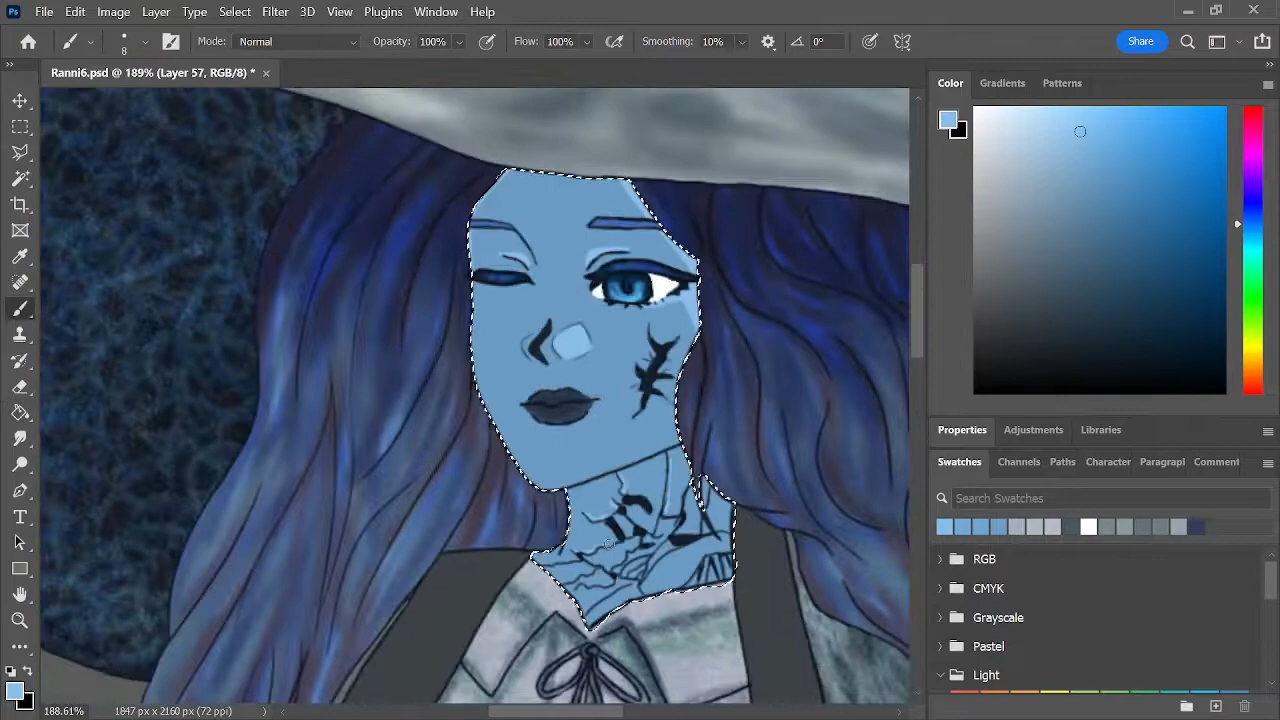 Ps File Edit Image Layer Type Select Filter 3D View Plugins Window Help
8 Mode: Normal Opacity: 100% Flow: 100% Smoothing: 10% 0° Share
Ranni6.psd @ 189% (Layer 57, RGB/8) * ×
Color Gradients Patterns
Properties Adjustments Libraries
Swatches Channels Paths Character Paragrapl Comment
Search Swatches
RGB
CMYK
Grayscale
Pastel
Light
188.61% 1847 px x 2160 px (72 ppi)